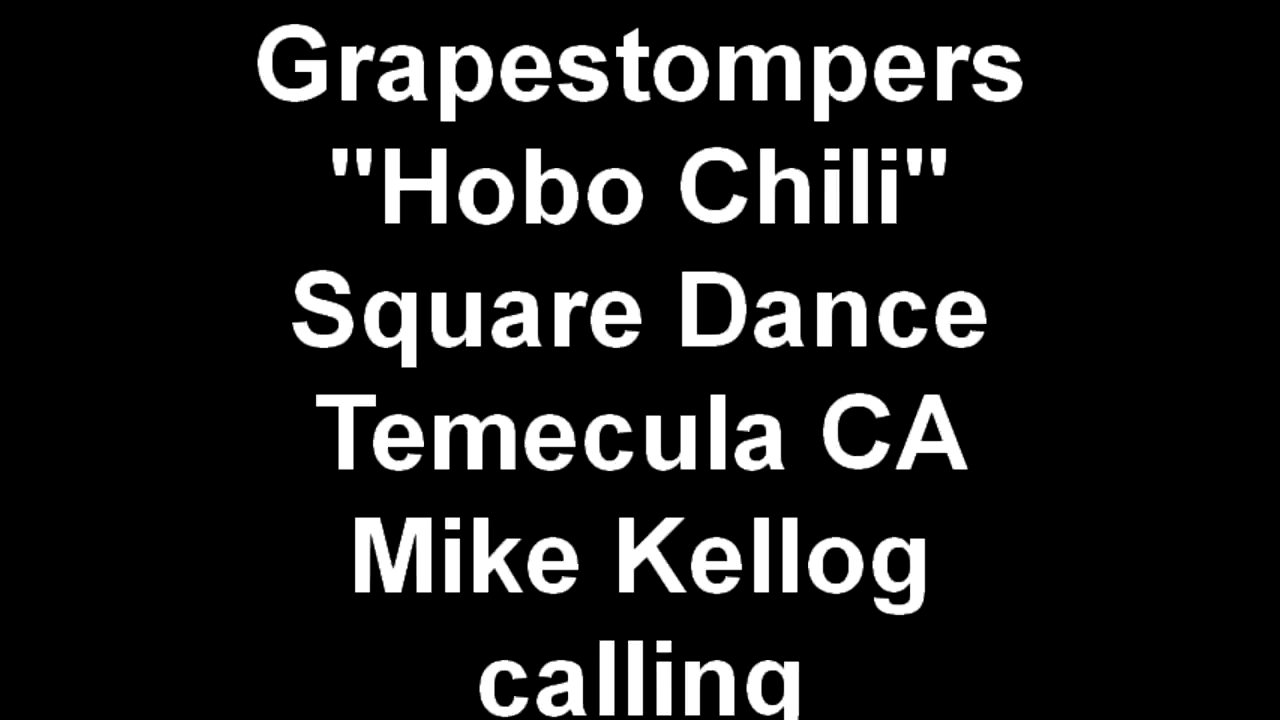 Grapestompers
"Hobo Chili"
Square Dance
Temecula CA
Mike Kellog
calling